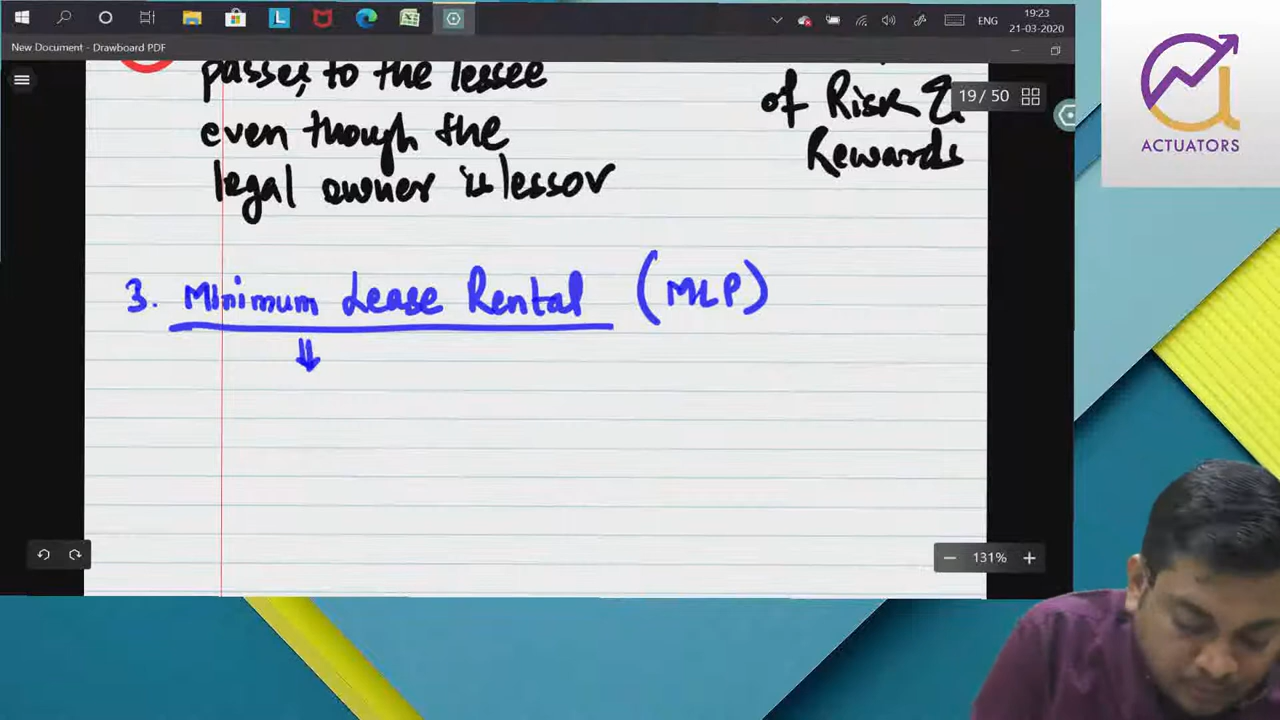 19:23
ENG
21-03-2020
New Document - Drawboard PDF
passes to the lessee
even though the
legal owner is lessor
of Risk &
Rewards
19 / 50
ACTUATORS
3. Minimum Lease Rental (MLP)
131%